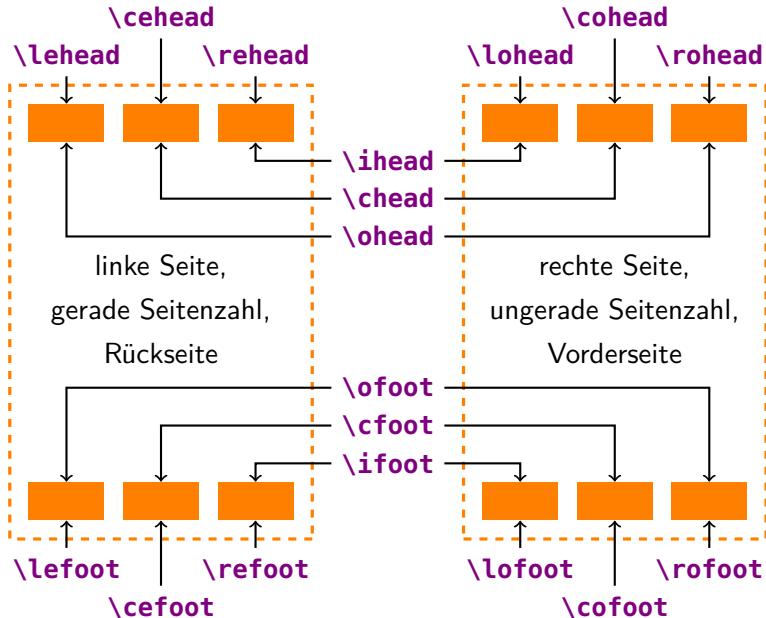 \cehead \cohead
\lehead \rehead \lohead \rohead
\ihead
\chead
\ohead
linke Seite, rechte Seite,
gerade Seitenzahl, ungerade Seitenzahl,
Rückseite Vorderseite
\ofoot
\cfoot
\ifoot
\lefoot \refoot \lofoot \rofoot
\cefoot \cofoot